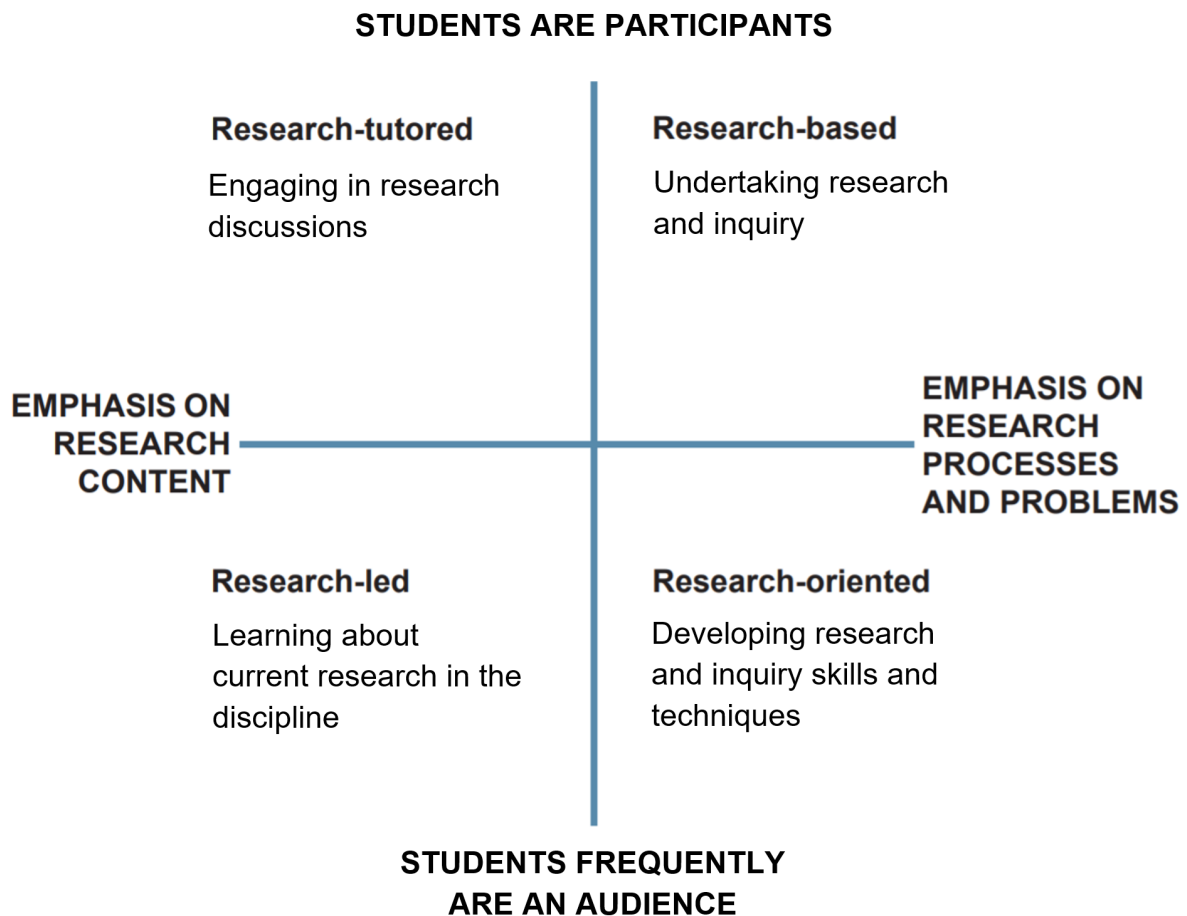 STUDENTS ARE PARTICIPANTS
Research-tutored
Engaging in research
discussions
Research-based
Undertaking research
and inquiry
EMPHASIS ON
RESEARCH
CONTENT
EMPHASIS ON
RESEARCH
PROCESSES
AND PROBLEMS
Research-led
Learning about
current research in the
discipline
Research-oriented
Developing research
and inquiry skills and
techniques
STUDENTS FREQUENTLY
ARE AN AUDIENCE